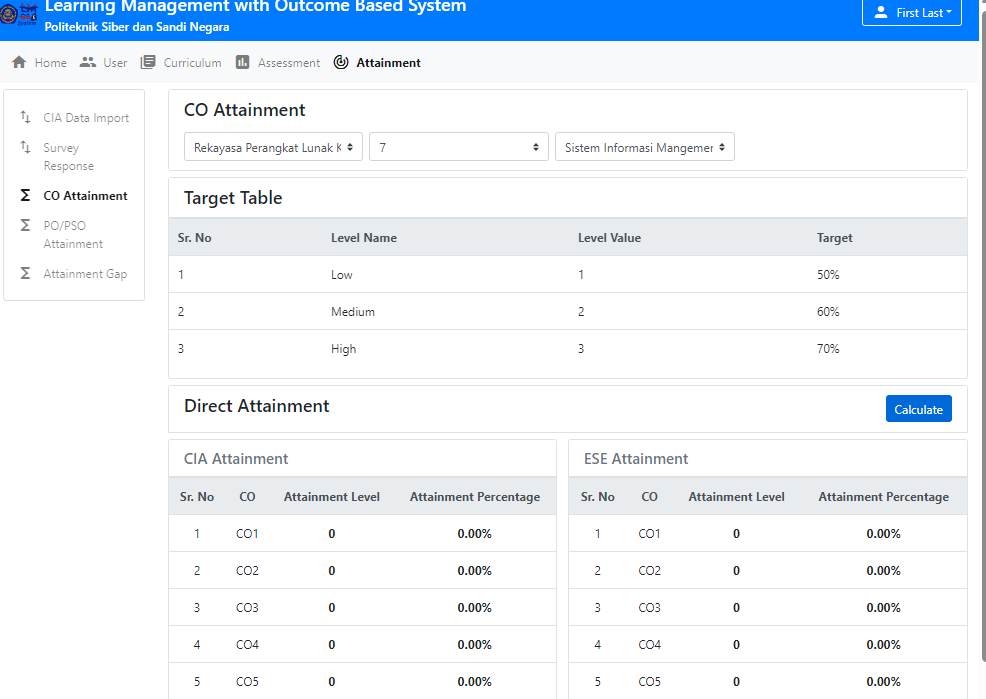 Learning Management with Outcome Based System
Politeknik Siber dan Sandi Negara
First Last
Home User Curriculum Assessment Attainment
CIA Data Import
Survey
Response
CO Attainment
PO/PSO
Attainment
Attainment Gap
CO Attainment
Rekayasa Perangkat Lunak K 7 Sistem Informasi Mangemer
Target Table
Sr. No Level Name Level Value Target
1 Low 1 50%
2 Medium 2 60%
3 High 3 70%
Direct Attainment
Calculate
CIA Attainment
Sr. No CO Attainment Level Attainment Percentage
1 CO1 0 0.00%
2 CO2 0 0.00%
3 CO3 0 0.00%
4 CO4 0 0.00%
5 CO5 0 0.00%
ESE Attainment
Sr. No CO Attainment Level Attainment Percentage
1 CO1 0 0.00%
2 CO2 0 0.00%
3 CO3 0 0.00%
4 CO4 0 0.00%
5 CO5 0 0.00%